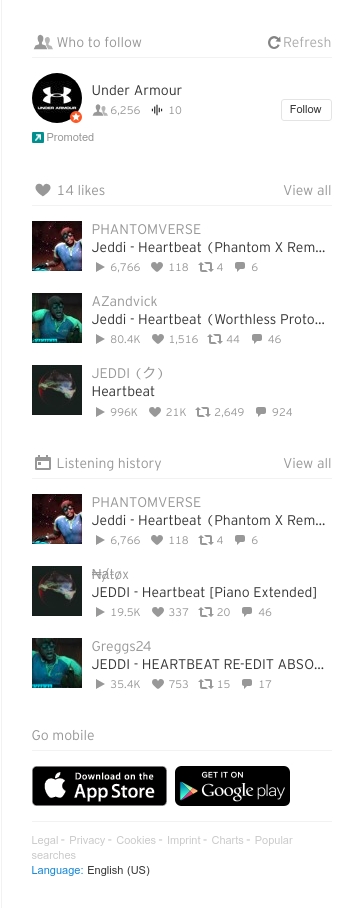 Who to follow
Refresh
UNDER ARMOUR
Under Armour
6,256 10
Follow
Promoted
14 likes
View all
PHANTOMVERSE
Jeddi - Heartbeat (Phantom X Rem...
6,766 118 4 6
AZandvick
Jeddi - Heartbeat (Worthless Proto...
80.4K 1,516 44 46
JEDDI (ク)
Heartbeat
996K 21K 2,649 924
Listening history
View all
PHANTOMVERSE
Jeddi - Heartbeat (Phantom X Rem...
6,766 118 4 6
JEDDI - Heartbeat [Piano Extended]
19.5K 337 20 46
Greggs24
JEDDI - HEARTBEAT RE-EDIT ABSO...
35.4K 753 15 17
Go mobile
Download on the
App Store
GET IT ON
Google play
Legal - Privacy - Cookies - Imprint - Charts - Popular
searches
Language: English (US)